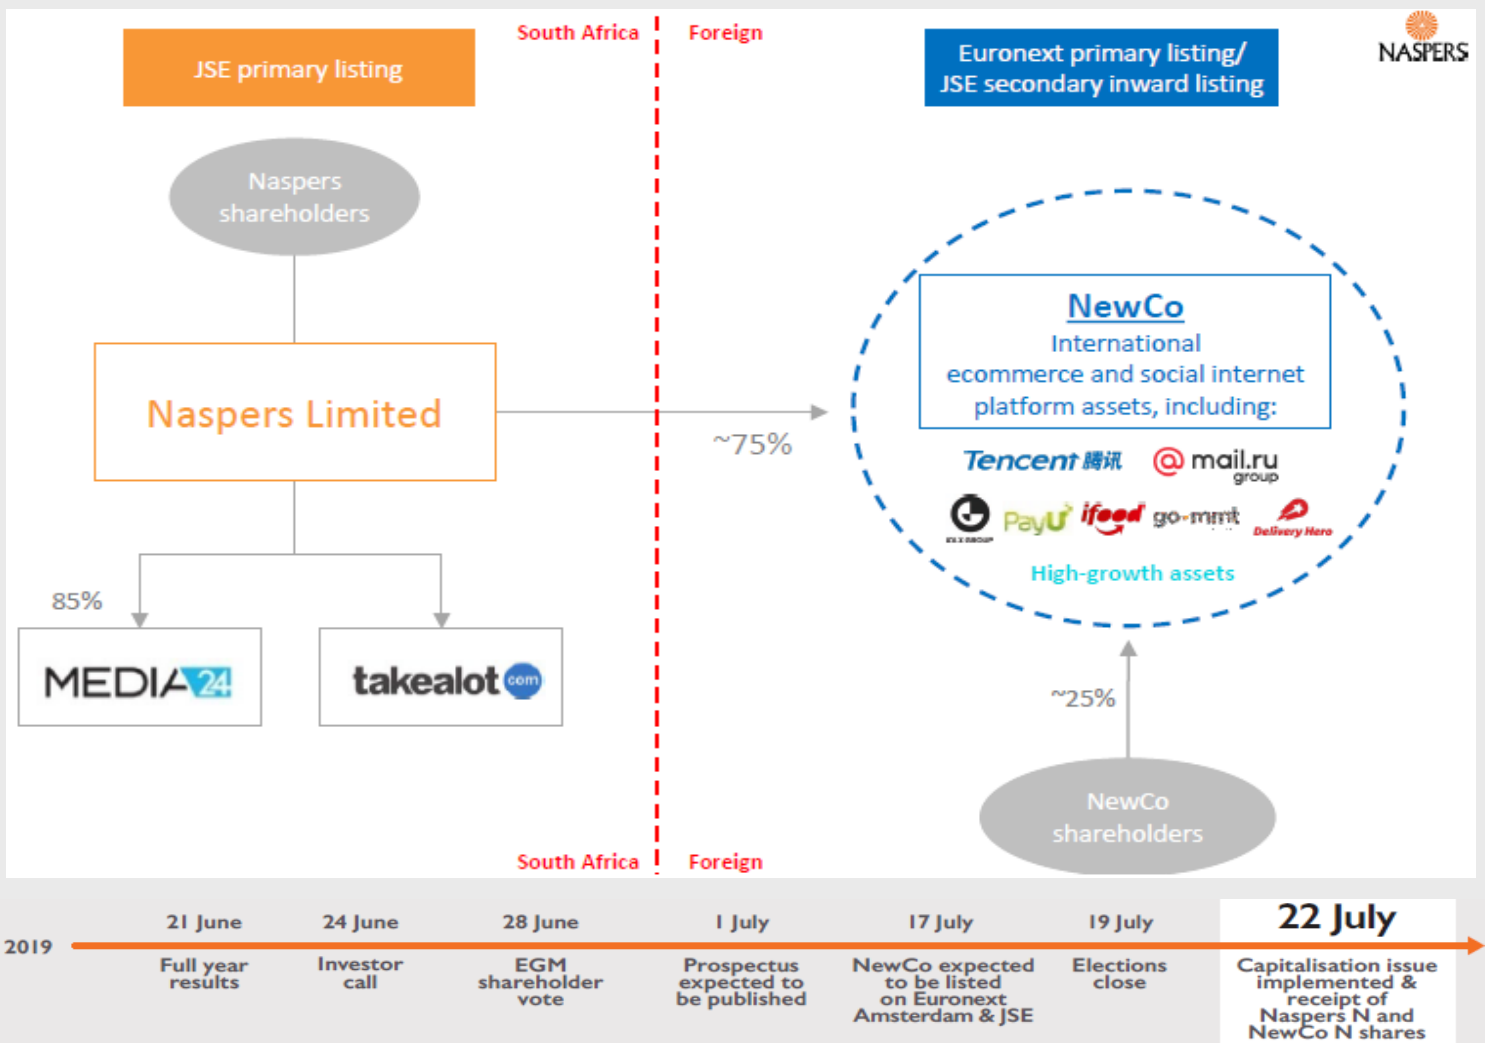 South Africa
Foreign
JSE primary listing
Euronext primary listing/
JSE secondary inward listing
NASPERS
Naspers
shareholders
NewCo
International
ecommerce and social internet
platform assets, including:
Naspers Limited
~75%
Tencent 腾讯
@ mail.ru
group
PayU
ifood
go-mmt
Delivery Hero
High-growth assets
85%
MEDIA24
takealot com
~25%
NewCo
shareholders
South Africa
Foreign
2019
21 June
Full year
results
24 June
Investor
call
28 June
EGM
shareholder
vote
1 July
Prospectus
expected to
be published
17 July
NewCo expected
to be listed
on Euronext
Amsterdam & JSE
19 July
Elections
close
22 July
Capitalisation issue
implemented &
receipt of
Naspers N and
NewCo N shares